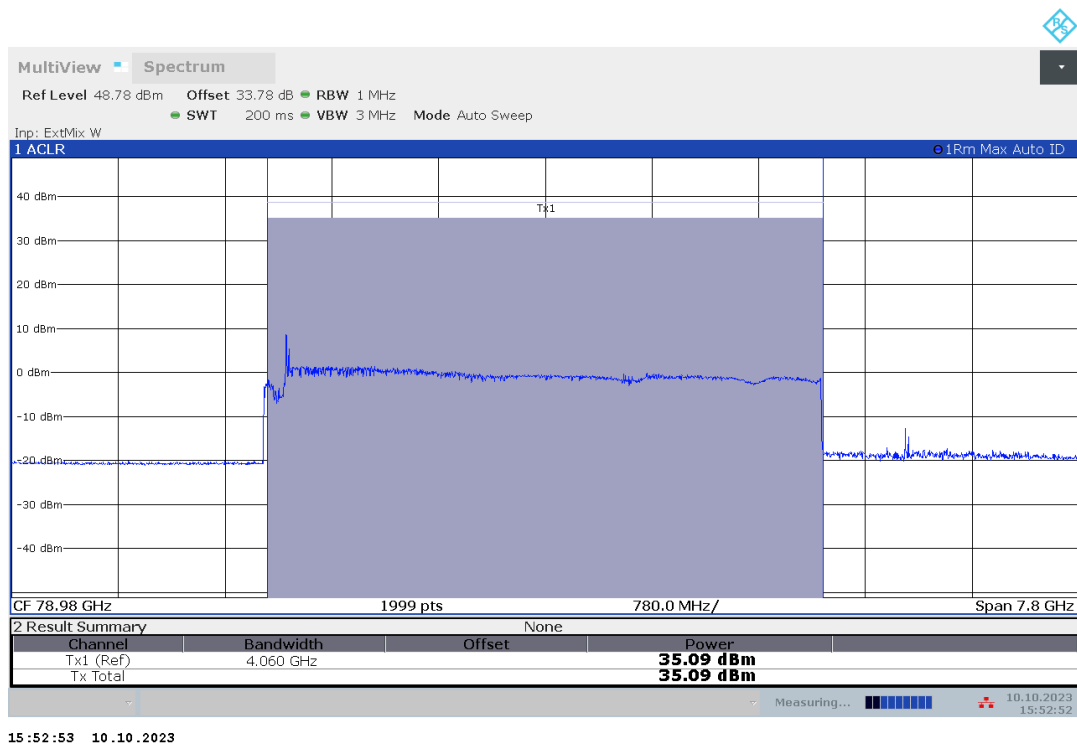 R&S
MultiView Spectrum
Ref Level 48.78 dBm Offset 33.78 dB RBW 1 MHz
SWT 200 ms VBW 3 MHz Mode Auto Sweep
Inp: ExtMix W
1 ACLR 1Rm Max Auto ID
40 dBm
Tx1
30 dBm
20 dBm
10 dBm
0 dBm
-10 dBm
-20 dBm
-30 dBm
-40 dBm
CF 78.98 GHz 1999 pts 780.0 MHz/ Span 7.8 GHz
2 Result Summary None
Channel Bandwidth Offset Power
Tx1 (Ref) 4.060 GHz 35.09 dBm
Tx Total 35.09 dBm
Measuring... 10.10.2023
15:52:52
15:52:53 10.10.2023